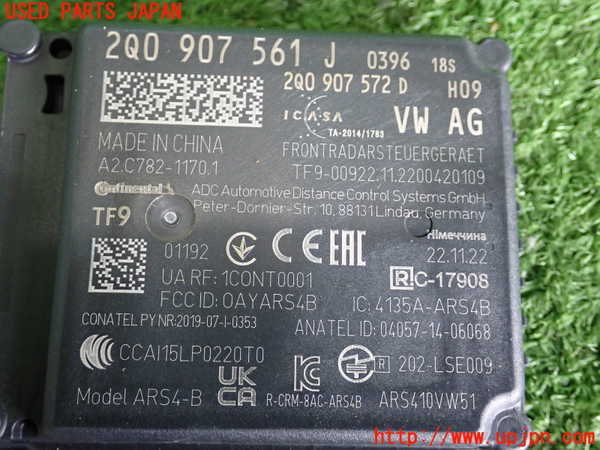 USED PARTS JAPAN
2Q0 907 561 J 0396 18S
2Q0 907 572 D H09
ICASA
TA-2014/1783
VW AG
MADE IN CHINA
FRONTRADARSTEUERGERAET
A2.C782-1170.1
TF9-00922.11.2200420109
Continental
ADC Automotive Distance Control Systems GmbH
Peter-Dornier-Str. 10, 88131 Lindau, Germany
TF9
Німеччина
01192
CE EAC
22.11.22
UA RF: 1CONT0001
R C-17908
FCC ID: OAYARS4B
IC: 4135A-ARS4B
CONATEL PY NR:2019-07-I-0353
ANATEL ID: 04057-14-06068
CCAI15LP0220T0
R 202-LSE009
UK
CA
Model ARS4-B
R-CRM-8AC-ARS4B
ARS410VW51
http://www.upjpn.com/